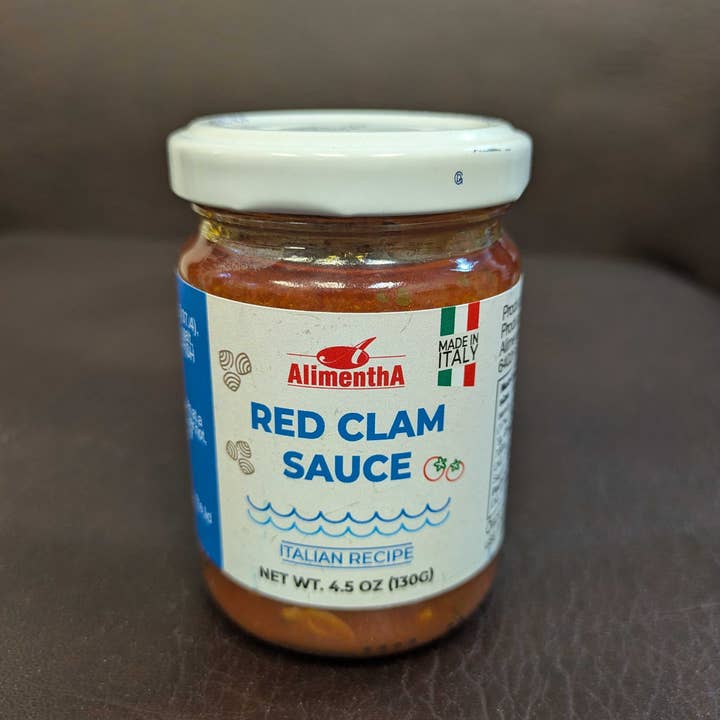 AlimenthA
MADE IN
ITALY
RED CLAM
SAUCE
ITALIAN RECIPE
NET WT. 4.5 OZ (130G)